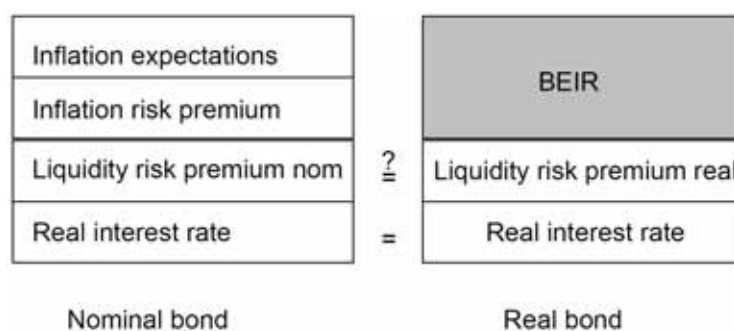 Inflation expectations
BEIR
Inflation risk premium
Liquidity risk premium nom
?
=
Liquidity risk premium real
Real interest rate
=
Real interest rate
Nominal bond
Real bond